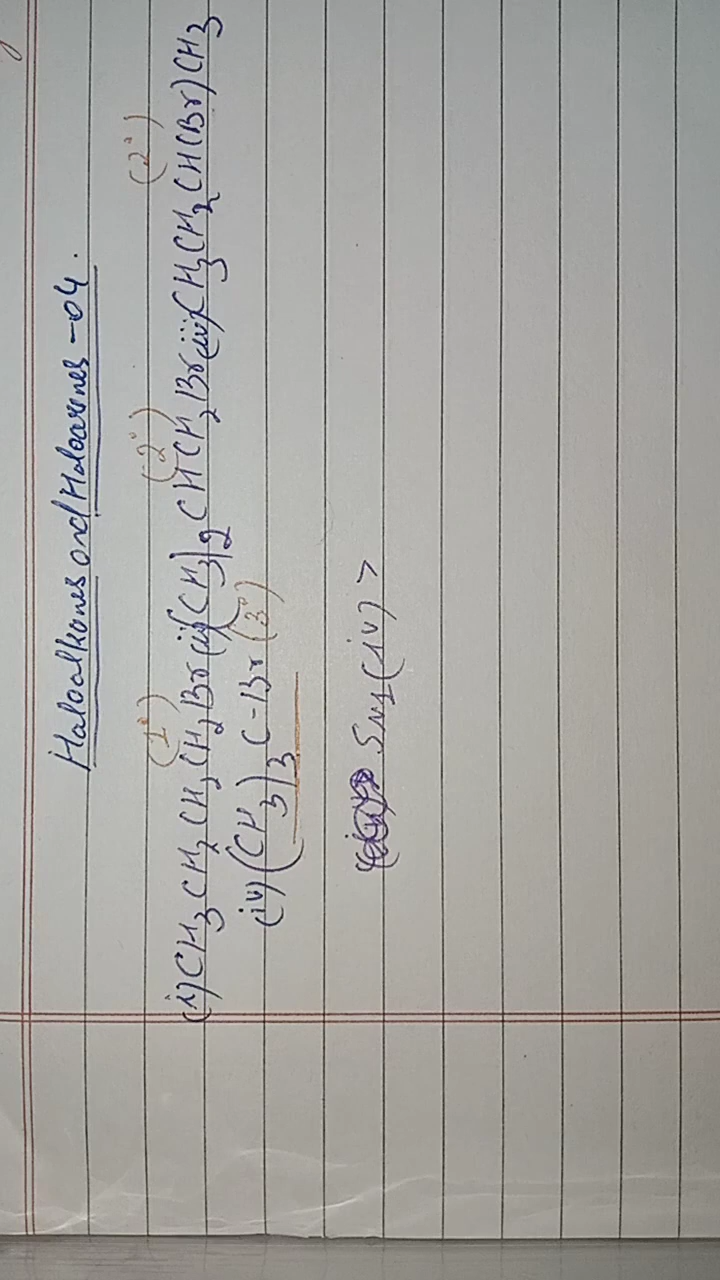 Haloalkanes and Haloarenes - 04.
(1°) (2°) (2°)
(i) CH3CH2CH2CH2Br (ii) (CH3)2CHCH2Br (iii) CH3CH2CH(Br)CH3
(iv) (CH3)3C-Br (3°)
SN1 (iv) >